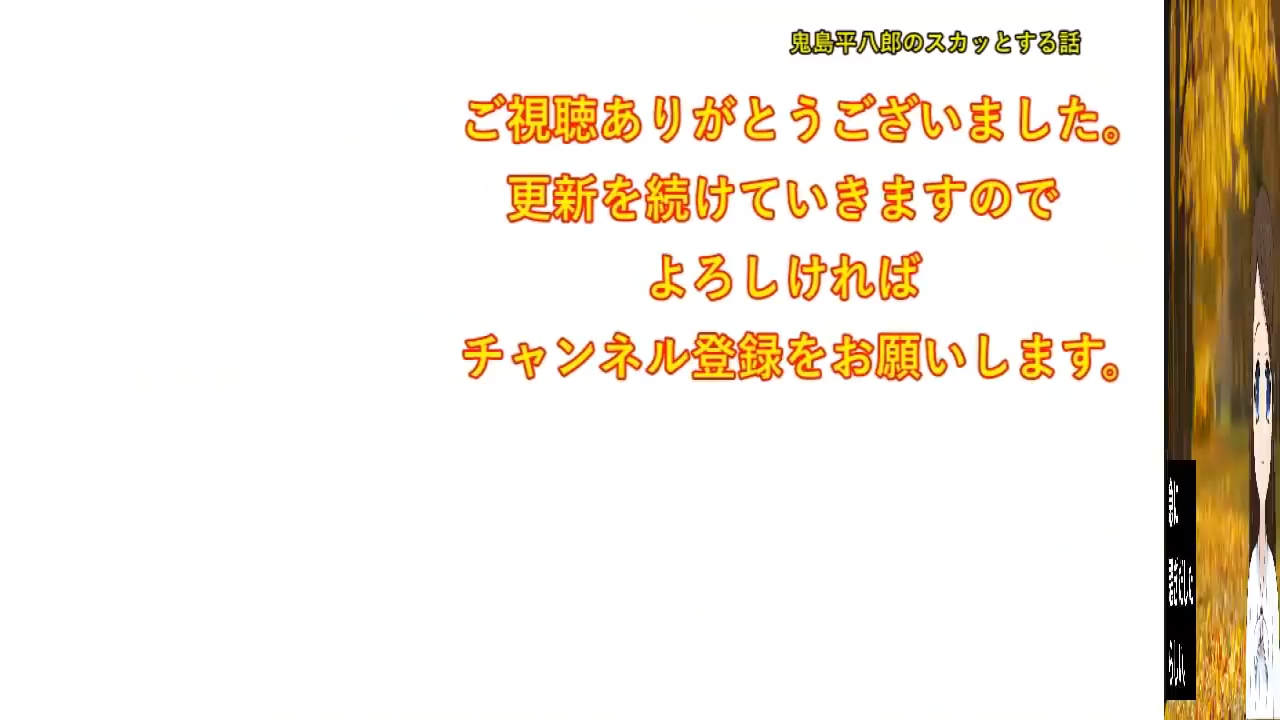 鬼島平八郎のスカッとする話
ご視聴ありがとうございました。
更新を続けていきますので
よろしければ
チャンネル登録をお願いします。